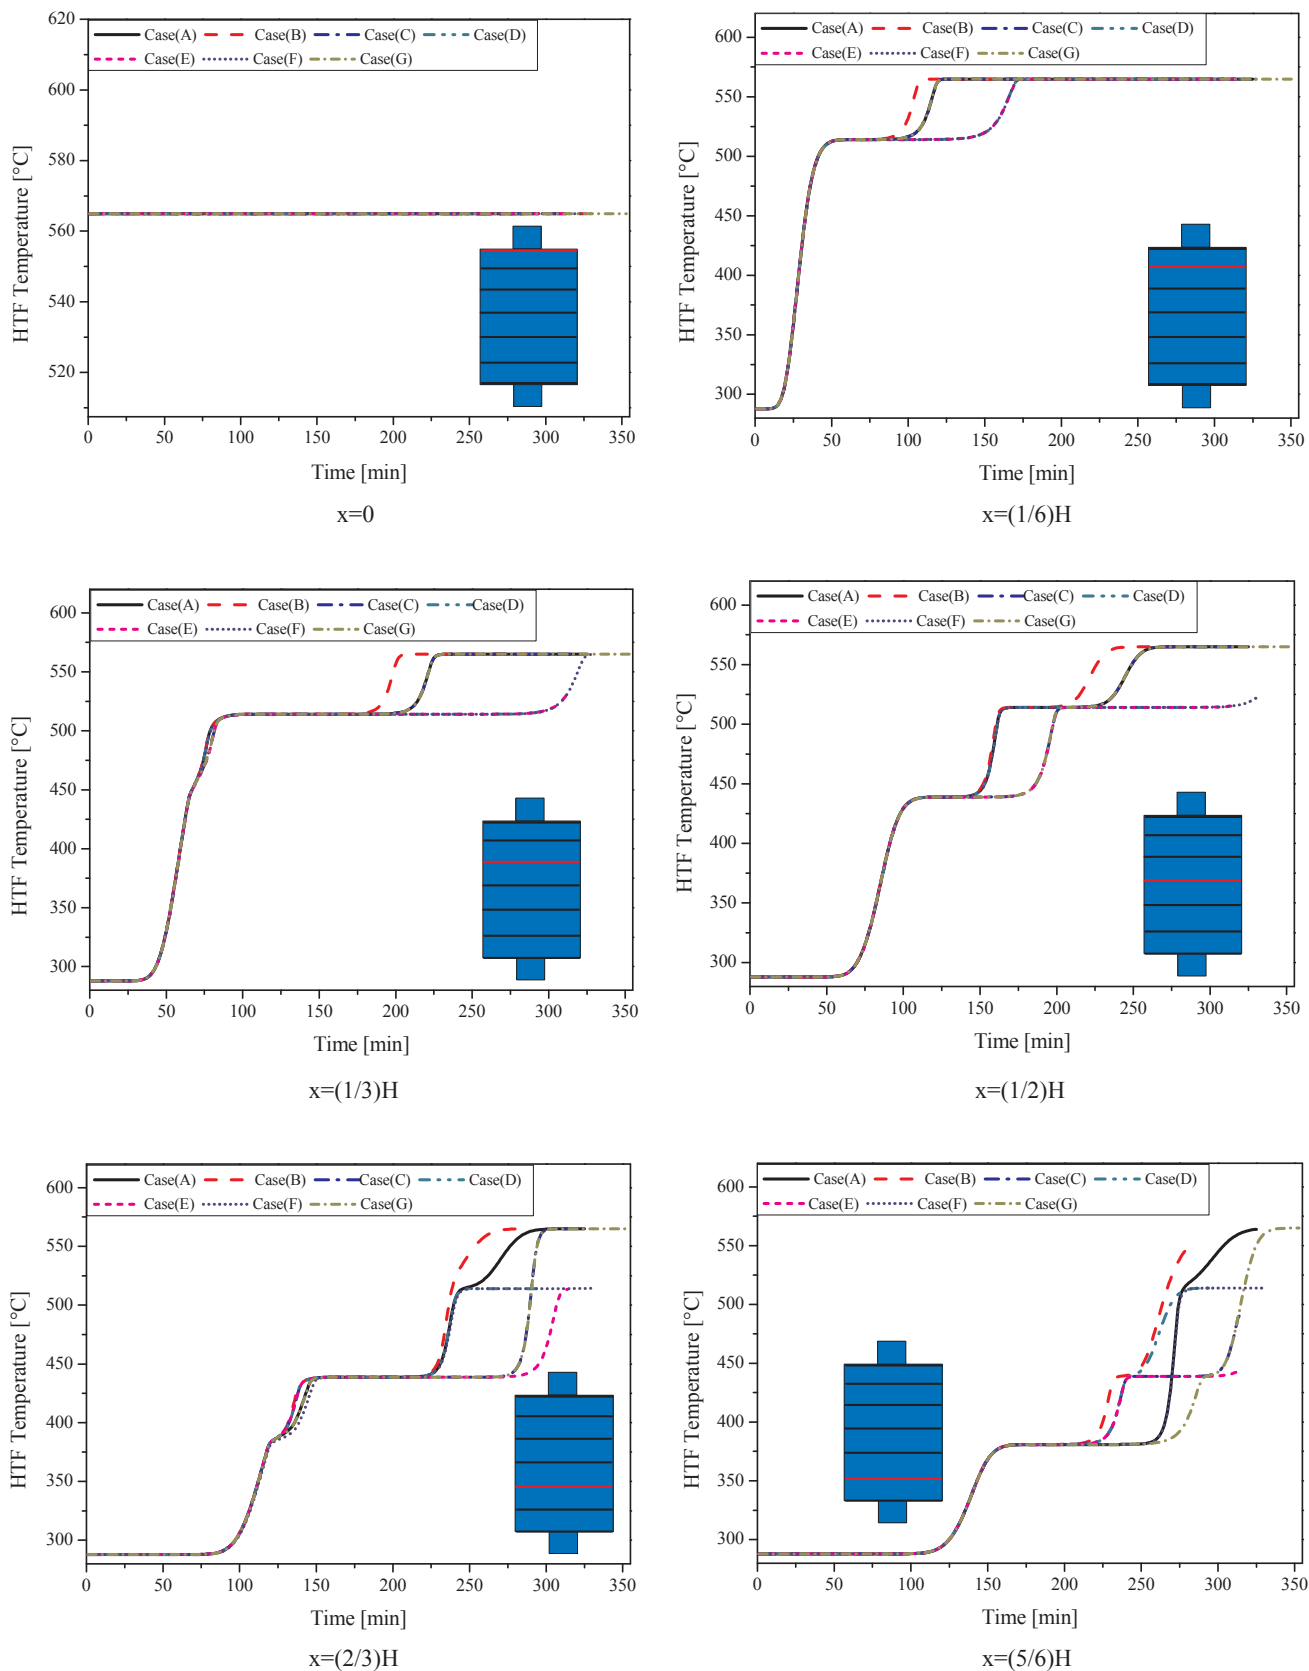 620
600
580
560
540
520
HTF Temperature [°C]
Case(A) Case(B) Case(C) Case(D)
Case(E) Case(F) Case(G)
0 50 100 150 200 250 300 350
Time [min]
x=0
600
550
500
450
400
350
300
HTF Temperature [°C]
Case(A) Case(B) Case(C) Case(D)
Case(E) Case(F) Case(G)
0 50 100 150 200 250 300 350
Time [min]
x=(1/6)H
600
550
500
450
400
350
300
HTF Temperature [°C]
Case(A) Case(B) Case(C) Case(D)
Case(E) Case(F) Case(G)
0 50 100 150 200 250 300 350
Time [min]
x=(1/3)H
600
550
500
450
400
350
300
HTF Temperature [°C]
Case(A) Case(B) Case(C) Case(D)
Case(E) Case(F) Case(G)
0 50 100 150 200 250 300 350
Time [min]
x=(1/2)H
600
550
500
450
400
350
300
HTF Temperature [°C]
Case(A) Case(B) Case(C) Case(D)
Case(E) Case(F) Case(G)
0 50 100 150 200 250 300 350
Time [min]
x=(2/3)H
600
550
500
450
400
350
300
HTF Temperature [°C]
Case(A) Case(B) Case(C) Case(D)
Case(E) Case(F) Case(G)
0 50 100 150 200 250 300 350
Time [min]
x=(5/6)H